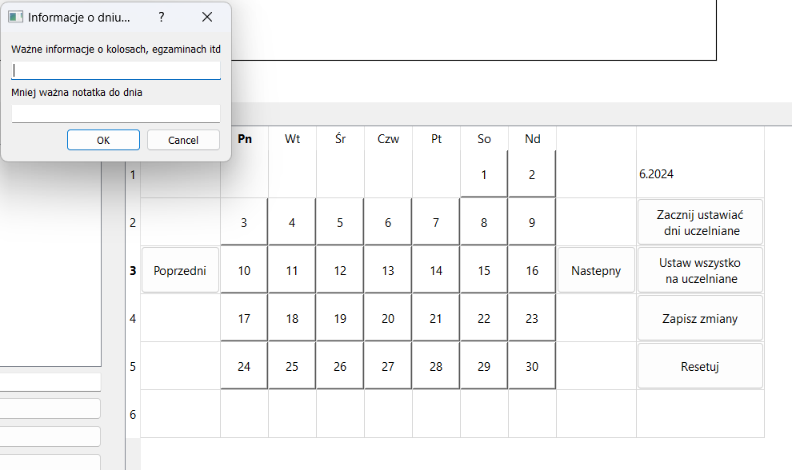 Informacje o dniu... ?
Ważne informacje o kolosach, egzaminach itd
Mniej ważna notatka do dnia
OK Cancel
Pn Wt Śr Czw Pt So Nd
1 1 2 6.2024
2 3 4 5 6 7 8 9 Zacznij ustawiać
dni uczelniane
3 Poprzedni 10 11 12 13 14 15 16 Nastepny Ustaw wszystko
na uczelniane
4 17 18 19 20 21 22 23 Zapisz zmiany
5 24 25 26 27 28 29 30 Resetuj
6